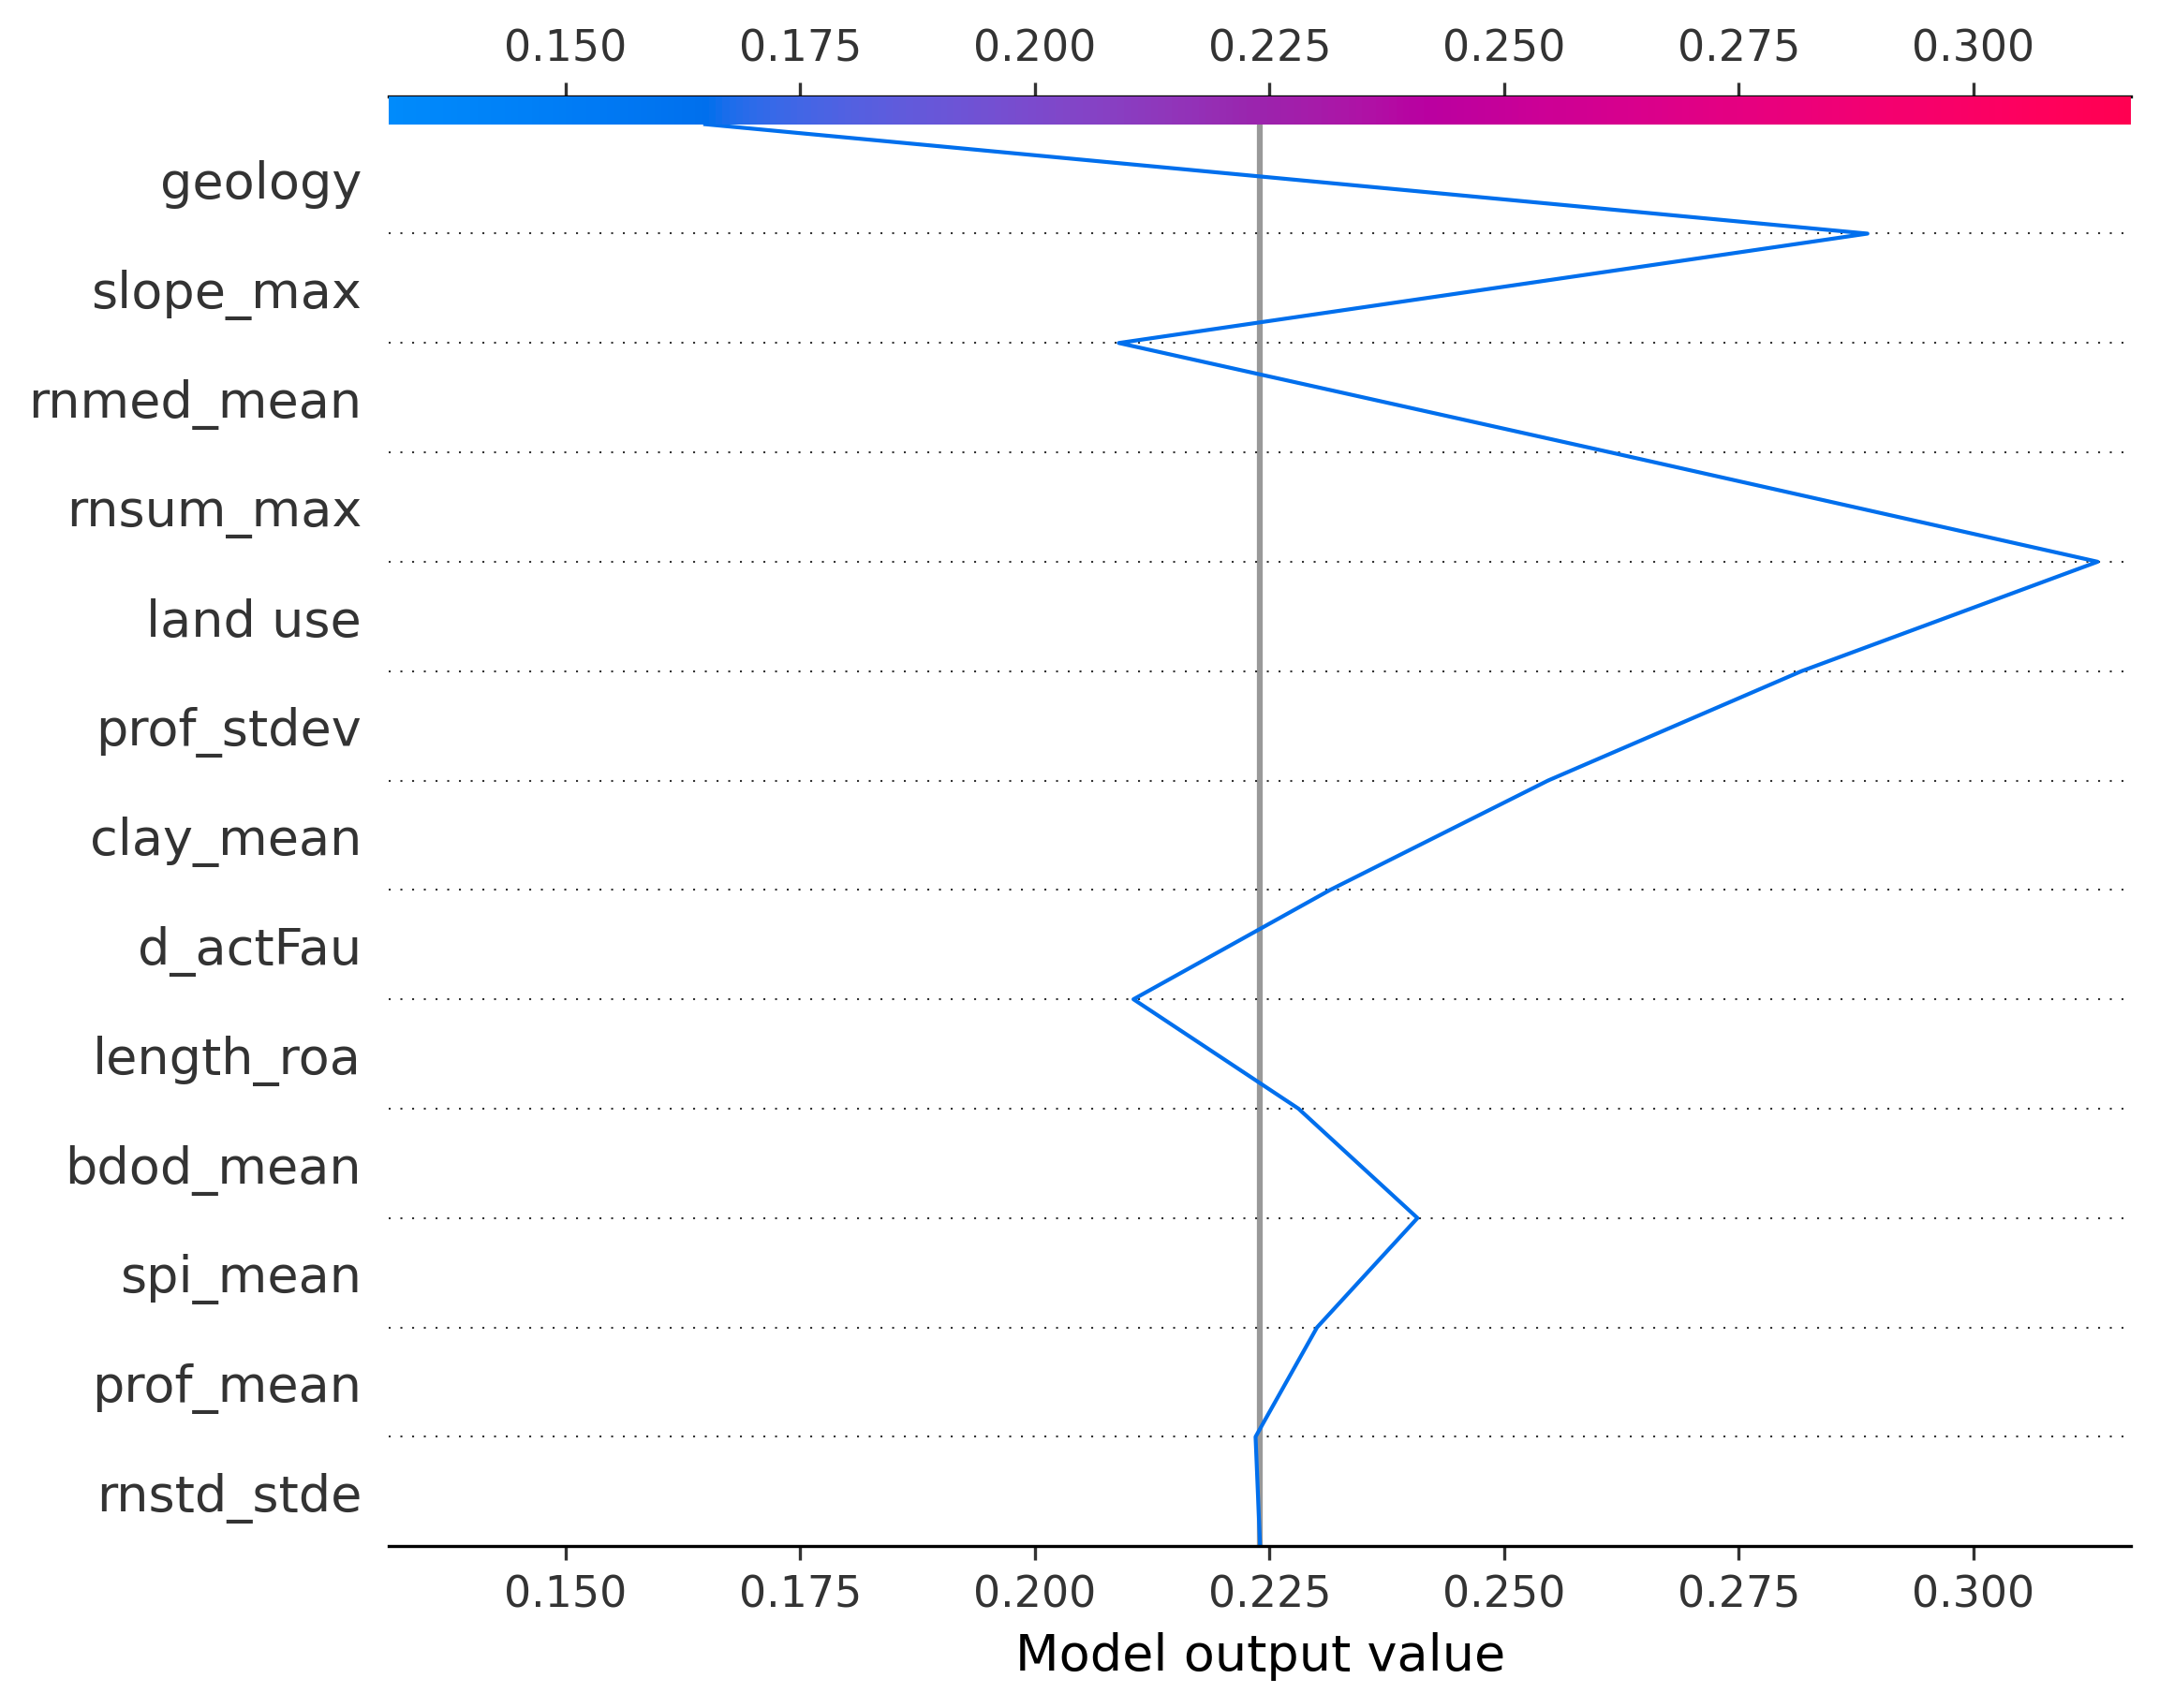 0.150 0.175 0.200 0.225 0.250 0.275 0.300
geology
slope_max
rnmed_mean
rnsum_max
land use
prof_stdev
clay_mean
d_actFau
length_roa
bdod_mean
spi_mean
prof_mean
rnstd_stde
0.150 0.175 0.200 0.225 0.250 0.275 0.300
Model output value